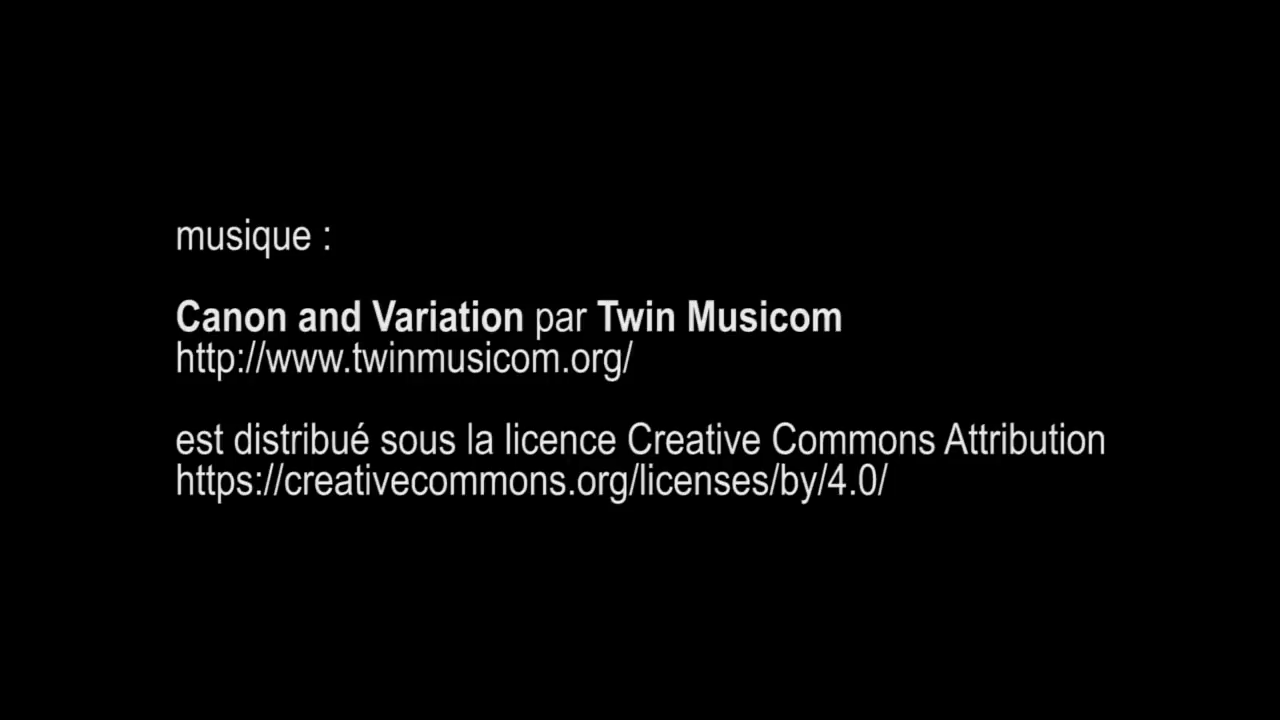 musique :
Canon and Variation par Twin Musicom
http://www.twinmusicom.org/
est distribué sous la licence Creative Commons Attribution
https://creativecommons.org/licenses/by/4.0/